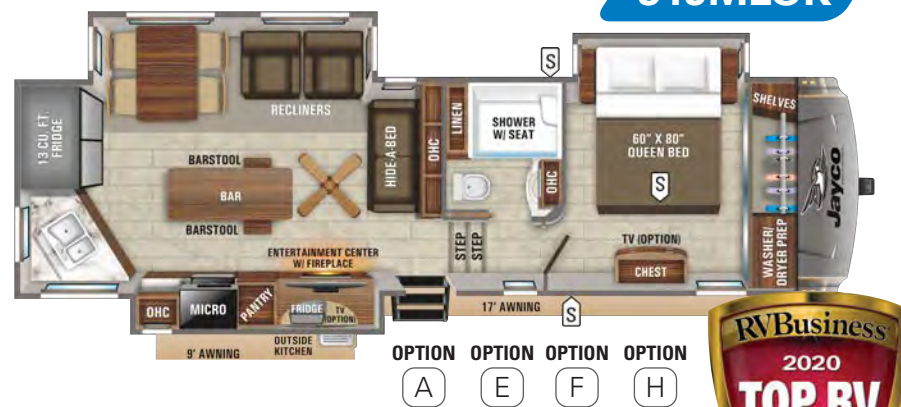 13 CU. FT.
FRIDGE
RECLINERS
HIDE-A-BED
OHC
LINEN
SHOWER
W/ SEAT
S
60" X 80"
QUEEN BED
S
SHELVES
Jayco
BARSTOOL
BAR
BARSTOOL
OHC
STEP
STEP
TV (OPTION)
CHEST
WASHER/
DRYER PREP
ENTERTAINMENT CENTER
W/ FIREPLACE
OHC
MICRO
PANTRY
FRIDGE
TV
(OPTION)
17' AWNING
S
9' AWNING
OUTSIDE
KITCHEN
OPTION OPTION OPTION OPTION
A E F H
RVBusiness
2020
TOP RV